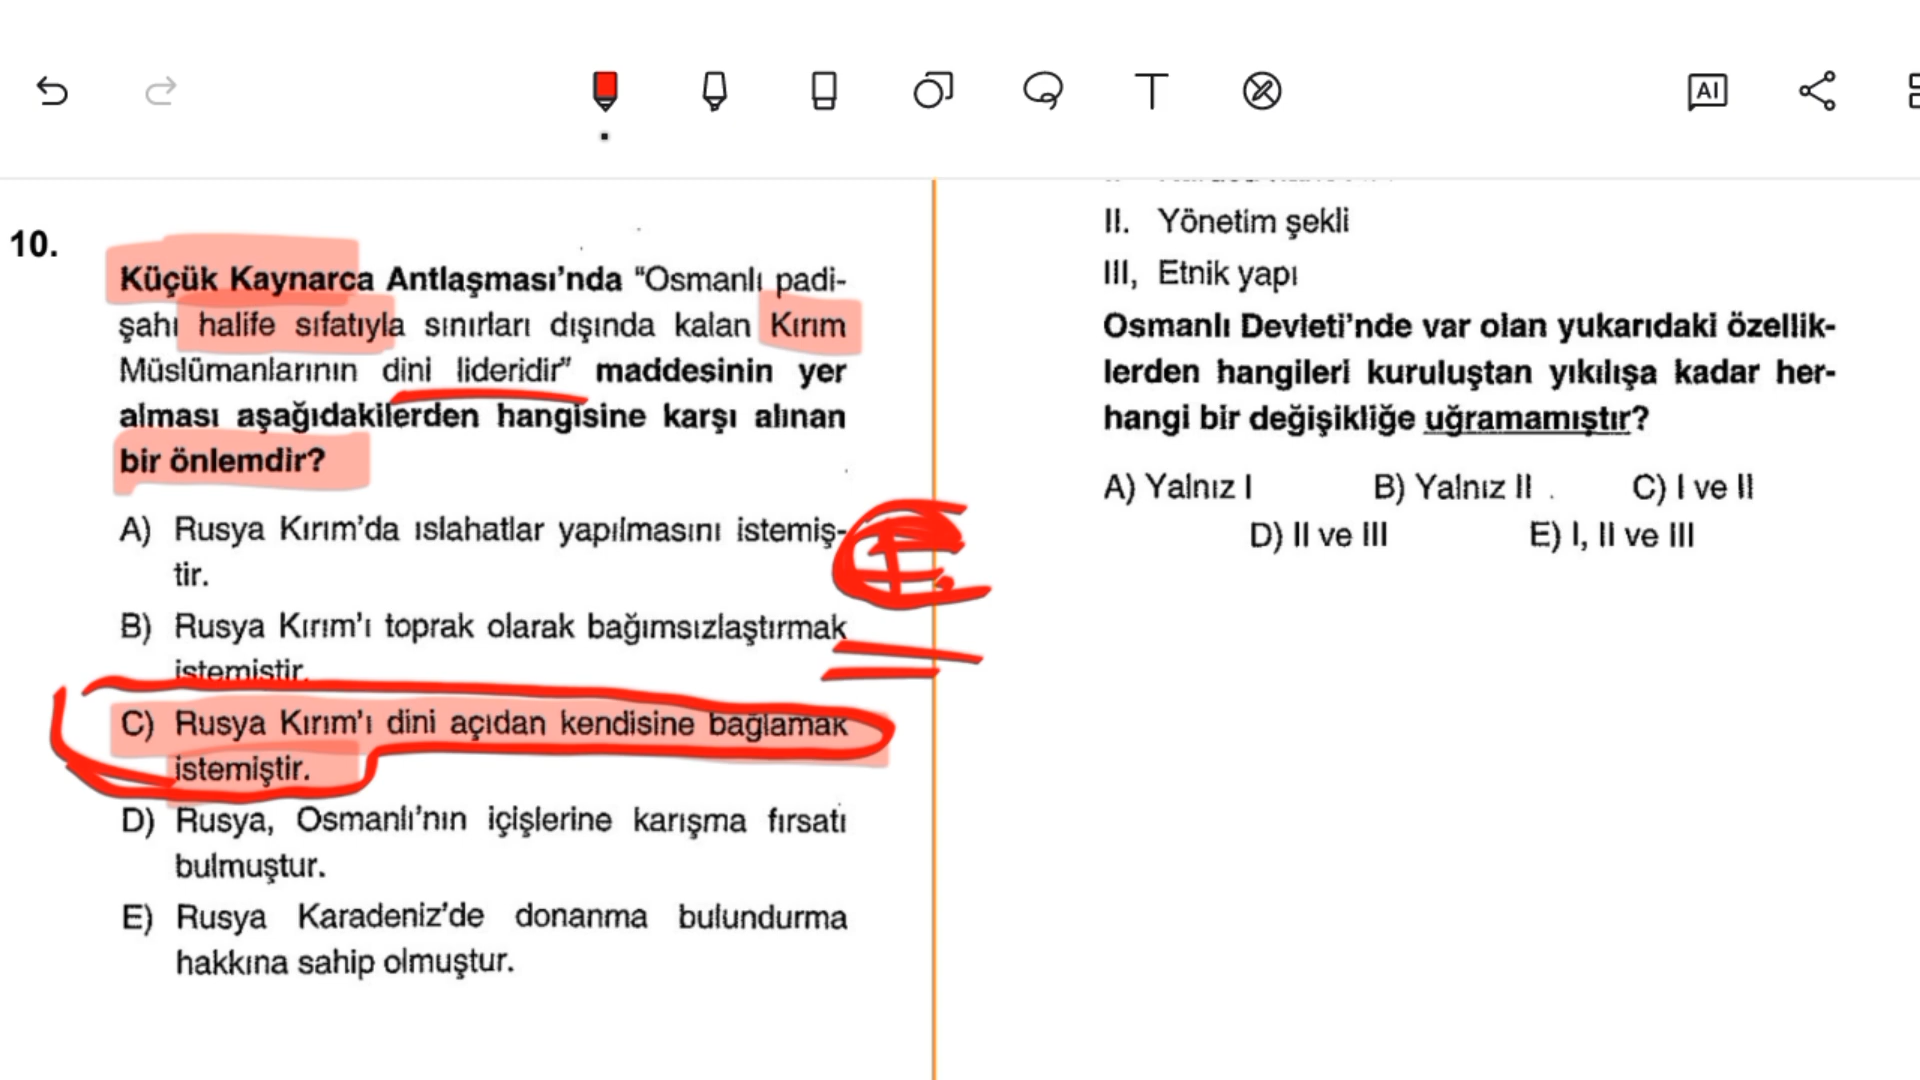 AI
10.
Küçük Kaynarca Antlaşması'nda “Osmanlı padi-
şahı halife sıfatıyla sınırları dışında kalan Kırım
Müslümanlarının dini lideridir” maddesinin yer
alması aşağıdakilerden hangisine karşı alınan
bir önlemdir?
A) Rusya Kırım'da ıslahatlar yapılmasını istemiş-
tir.
B) Rusya Kırım'ı toprak olarak bağımsızlaştırmak
istemiştir.
C) Rusya Kırım'ı dini açıdan kendisine bağlamak
istemiştir.
D) Rusya, Osmanlı'nın içişlerine karışma fırsatı
bulmuştur.
E) Rusya Karadeniz'de donanma bulundurma
hakkına sahip olmuştur.
II. Yönetim şekli
III, Etnik yapı
Osmanlı Devleti'nde var olan yukarıdaki özellik-
lerden hangileri kuruluştan yıkılışa kadar her-
hangi bir değişikliğe uğramamıştır?
A) Yalnız I B) Yalnız II . C) I ve II
D) II ve III E) I, II ve III